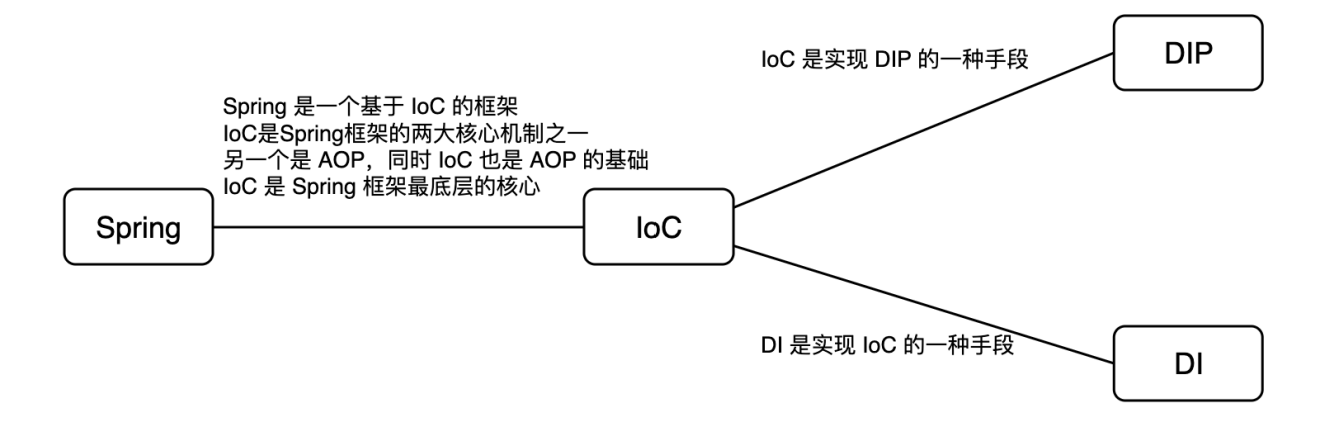 DIP
IoC 是实现 DIP 的一种手段
Spring 是一个基于 IoC 的框架
IoC是Spring框架的两大核心机制之一
另一个是 AOP，同时 IoC 也是 AOP 的基础
IoC 是 Spring 框架最底层的核心
Spring
IoC
DI 是实现 IoC 的一种手段
DI